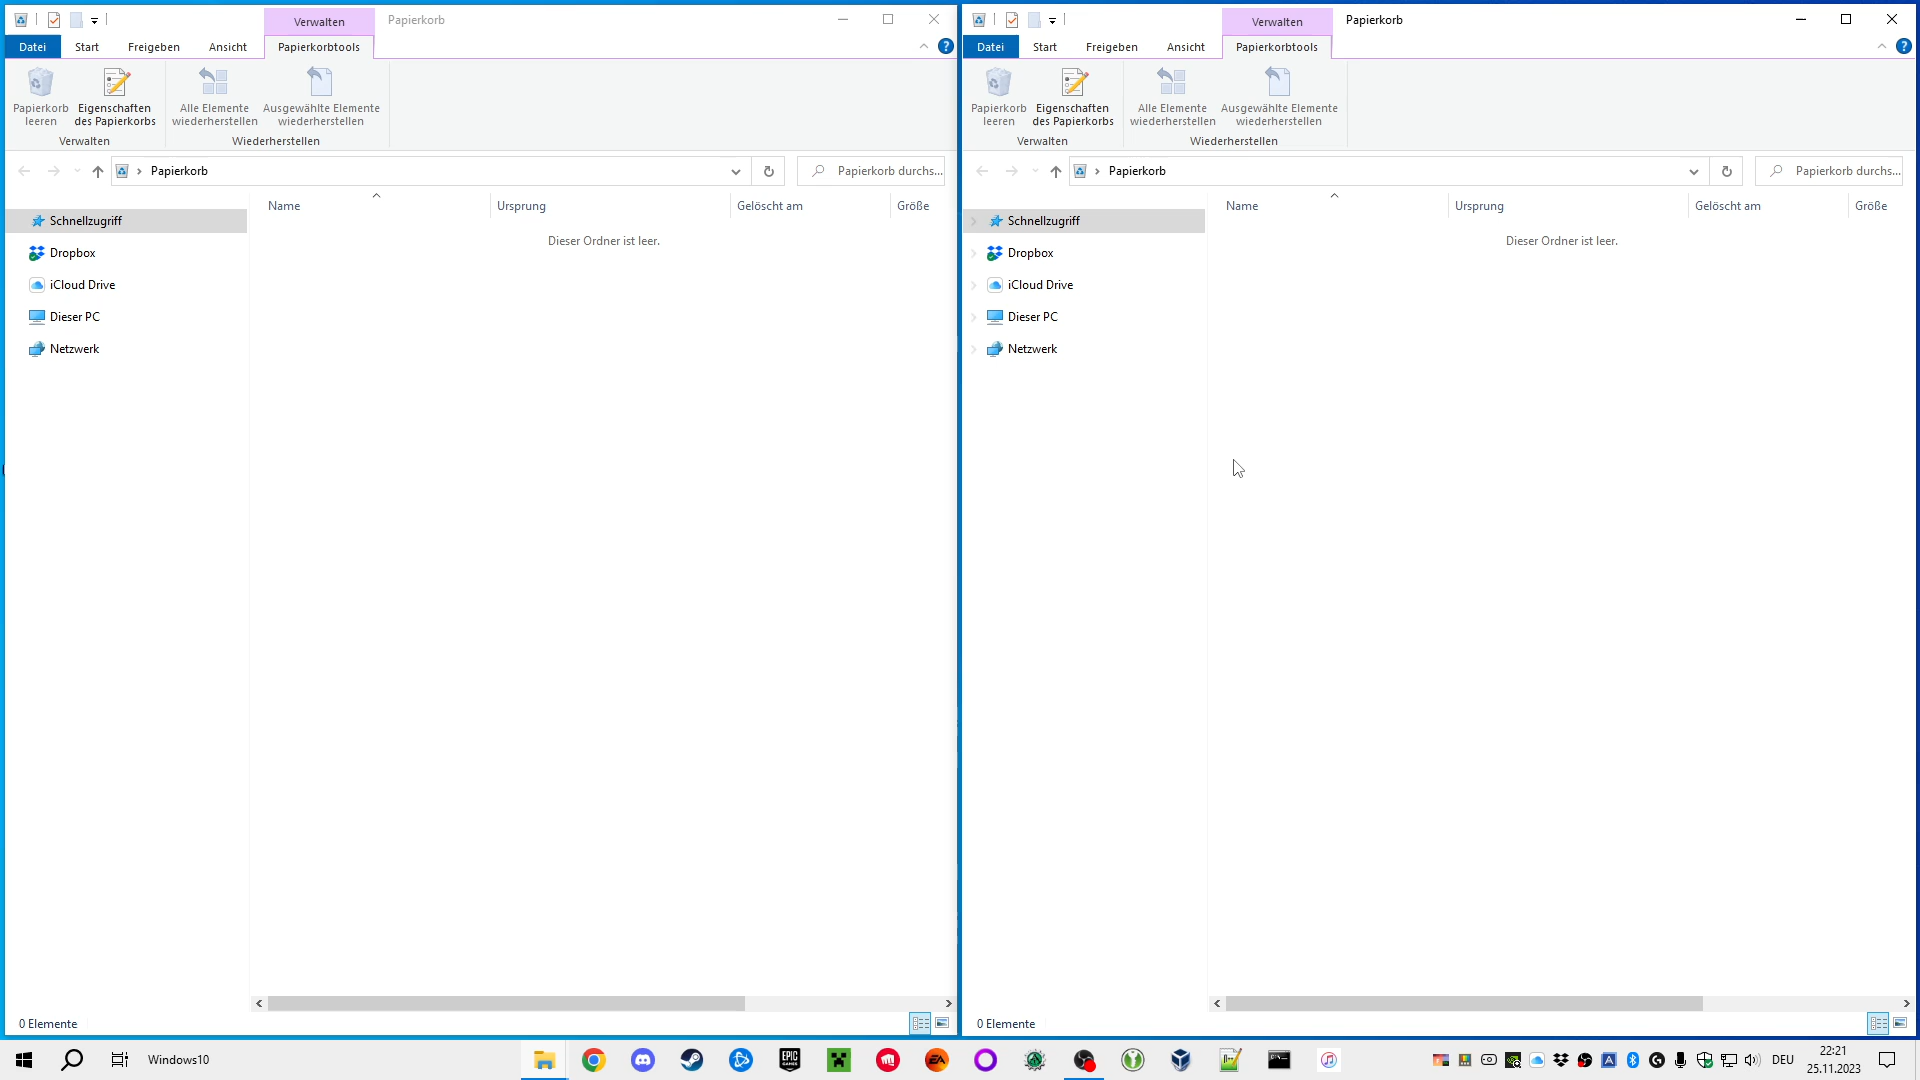 Verwalten
Papierkorb
Datei
Start
Freigeben
Ansicht
Papierkorbtools
Papierkorb
leeren
Eigenschaften
des Papierkorbs
Alle Elemente
wiederherstellen
Ausgewählte Elemente
wiederherstellen
Verwalten
Wiederherstellen
Papierkorb
Papierkorb durchs...
Name
Ursprung
Gelöscht am
Größe
Schnellzugriff
Dropbox
iCloud Drive
Dieser PC
Netzwerk
Dieser Ordner ist leer.
0 Elemente
Verwalten
Papierkorb
Datei
Start
Freigeben
Ansicht
Papierkorbtools
Papierkorb
leeren
Eigenschaften
des Papierkorbs
Alle Elemente
wiederherstellen
Ausgewählte Elemente
wiederherstellen
Verwalten
Wiederherstellen
Papierkorb
Papierkorb durchs...
Name
Ursprung
Gelöscht am
Größe
Schnellzugriff
Dropbox
iCloud Drive
Dieser PC
Netzwerk
Dieser Ordner ist leer.
0 Elemente
Windows10
EPIC
GAMES
EA
DEU
22:21
25.11.2023